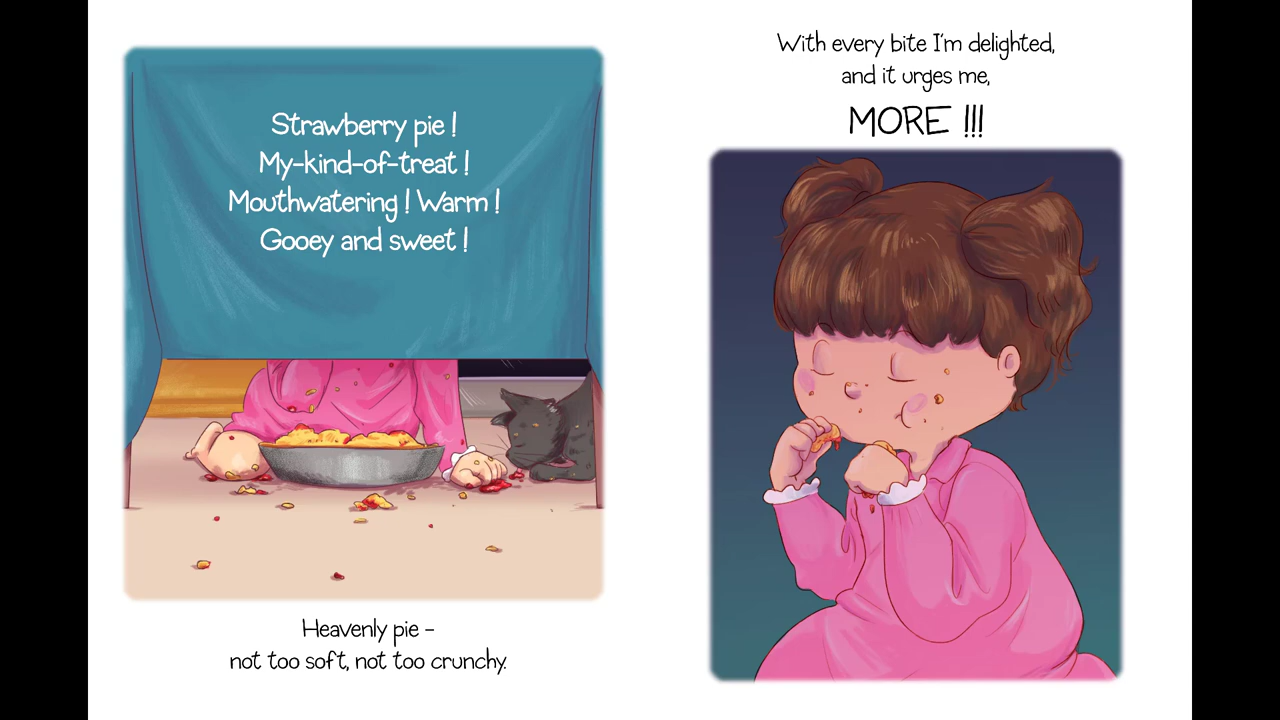 Strawberry pie !
My-kind-of-treat !
Mouthwatering ! Warm !
Gooey and sweet !
Heavenly pie -
not too soft, not too crunchy.
With every bite I'm delighted,
and it urges me,
MORE !!!